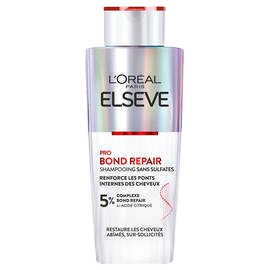 L'ORÉAL
PARIS
ELSEVE
PRO
BOND REPAIR
SHAMPOOING SANS SULFATES
RENFORCE LES PONTS
INTERNES DES CHEVEUX
5% COMPLEXE
BOND REPAIR
À L'ACIDE CITRIQUE
RESTAURE LES CHEVEUX
ABÎMÉS, SUR-SOLLICITÉS